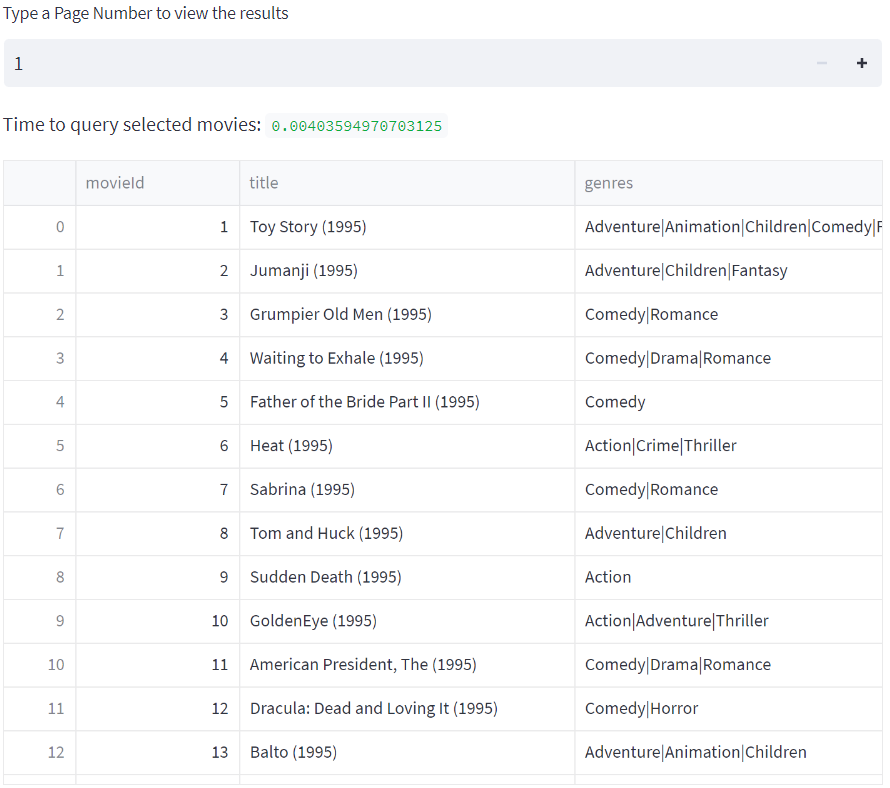 Type a Page Number to view the results
1
Time to query selected movies: 0.00403594970703125
movieId title genres
0 1 Toy Story (1995) Adventure|Animation|Children|Comedy|F
1 2 Jumanji (1995) Adventure|Children|Fantasy
2 3 Grumpier Old Men (1995) Comedy|Romance
3 4 Waiting to Exhale (1995) Comedy|Drama|Romance
4 5 Father of the Bride Part II (1995) Comedy
5 6 Heat (1995) Action|Crime|Thriller
6 7 Sabrina (1995) Comedy|Romance
7 8 Tom and Huck (1995) Adventure|Children
8 9 Sudden Death (1995) Action
9 10 GoldenEye (1995) Action|Adventure|Thriller
10 11 American President, The (1995) Comedy|Drama|Romance
11 12 Dracula: Dead and Loving It (1995) Comedy|Horror
12 13 Balto (1995) Adventure|Animation|Children